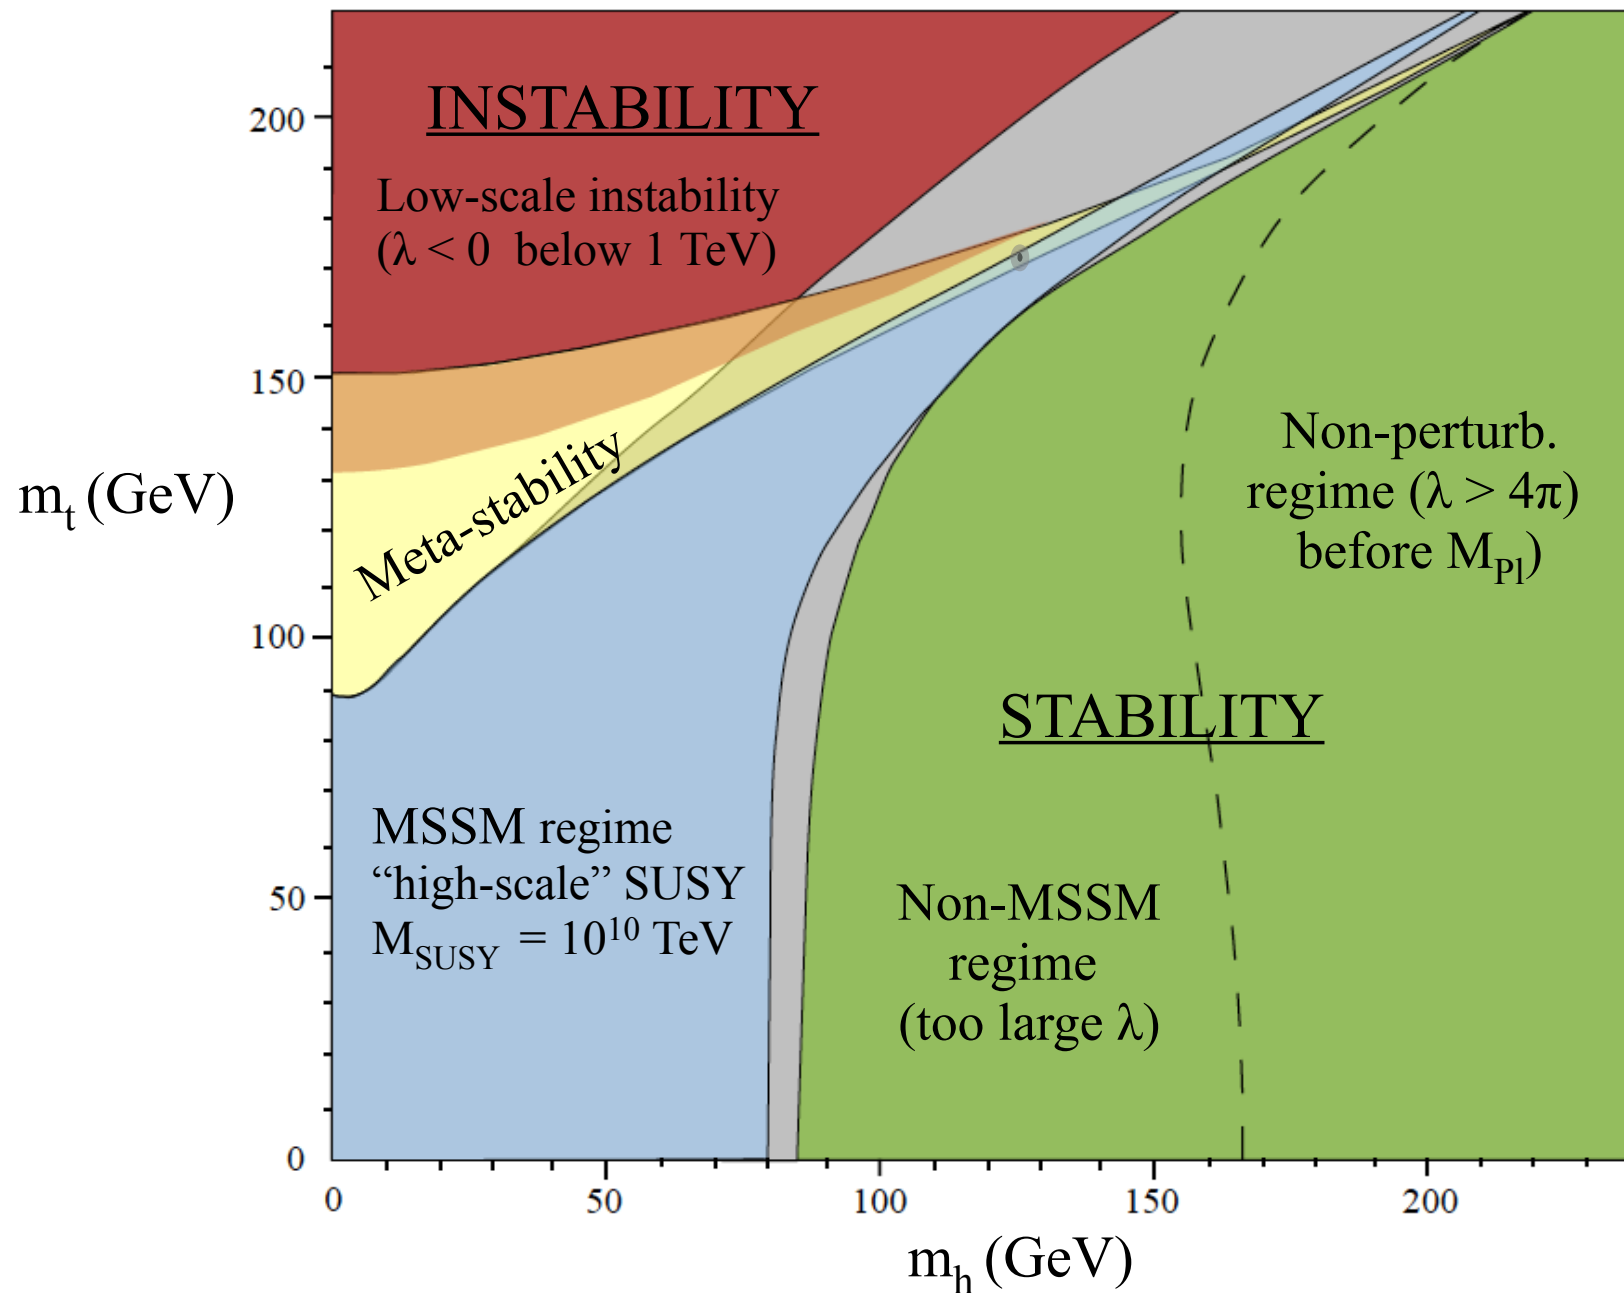 INSTABILITY
Low-scale instability
(λ < 0 below 1 TeV)
Meta-stability
Non-perturb.
regime (λ > 4π)
before M_Pl)
STABILITY
MSSM regime
“high-scale” SUSY
M_SUSY = 10¹⁰ TeV
Non-MSSM
regime
(too large λ)
m_t (GeV)
200
150
100
50
0
0 50 100 150 200
m_h (GeV)